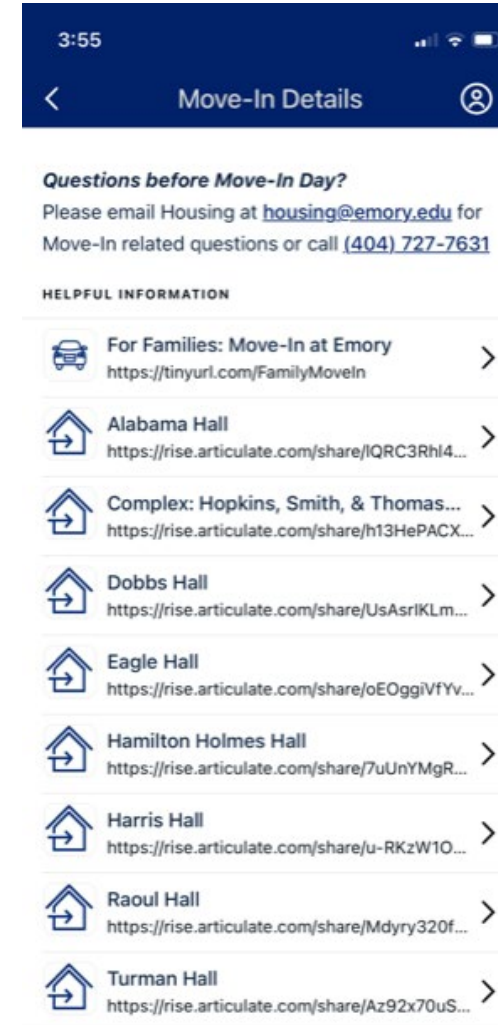 3:55
Move-In Details
Questions before Move-In Day?
Please email Housing at housing@emory.edu for
Move-In related questions or call (404) 727-7631
HELPFUL INFORMATION
For Families: Move-In at Emory
https://tinyurl.com/FamilyMoveIn
Alabama Hall
https://rise.articulate.com/share/lQRC3Rhl4...
Complex: Hopkins, Smith, & Thomas...
https://rise.articulate.com/share/h13HePACX...
Dobbs Hall
https://rise.articulate.com/share/UsAsrIKLm...
Eagle Hall
https://rise.articulate.com/share/oEOggiVfYv...
Hamilton Holmes Hall
https://rise.articulate.com/share/7uUnYMgR...
Harris Hall
https://rise.articulate.com/share/u-RKzW1O...
Raoul Hall
https://rise.articulate.com/share/Mdyry320f...
Turman Hall
https://rise.articulate.com/share/Az92x70uS...